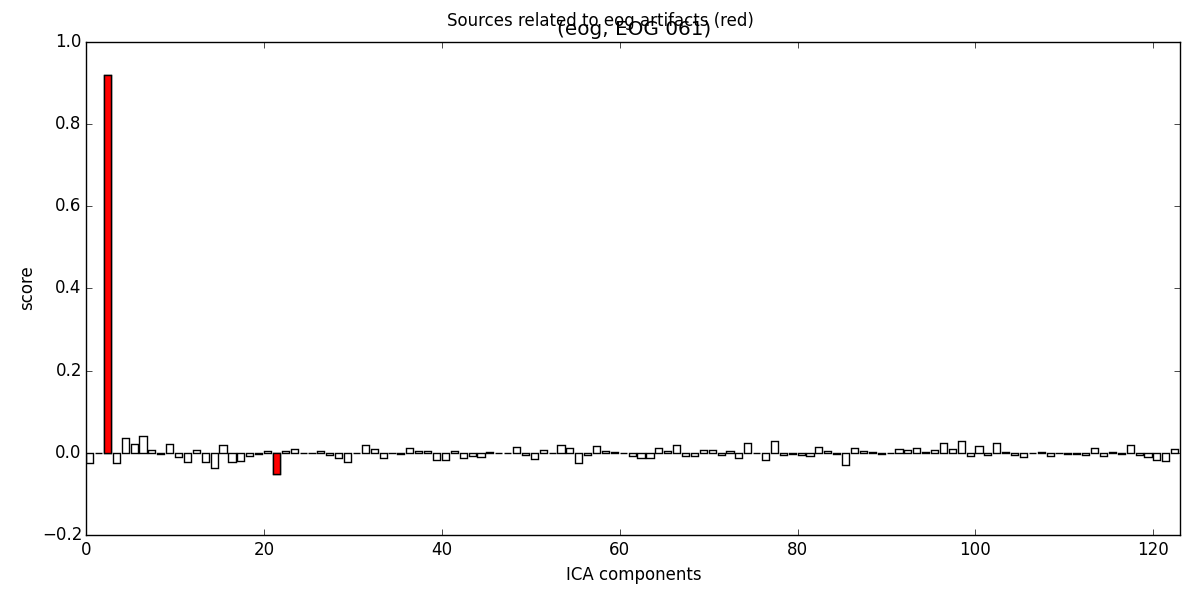 Sources related to eog artifacts (red)
(eog, EOG 061)
1.0
0.8
0.6
0.4
0.2
0.0
−0.2
score
0 20 40 60 80 100 120
ICA components